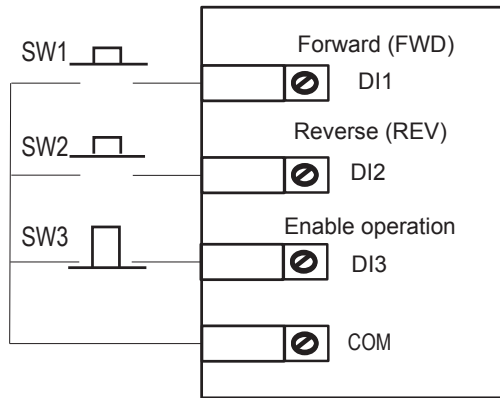 Forward (FWD)
SW1
DI1
Reverse (REV)
SW2
DI2
Enable operation
SW3
DI3
COM